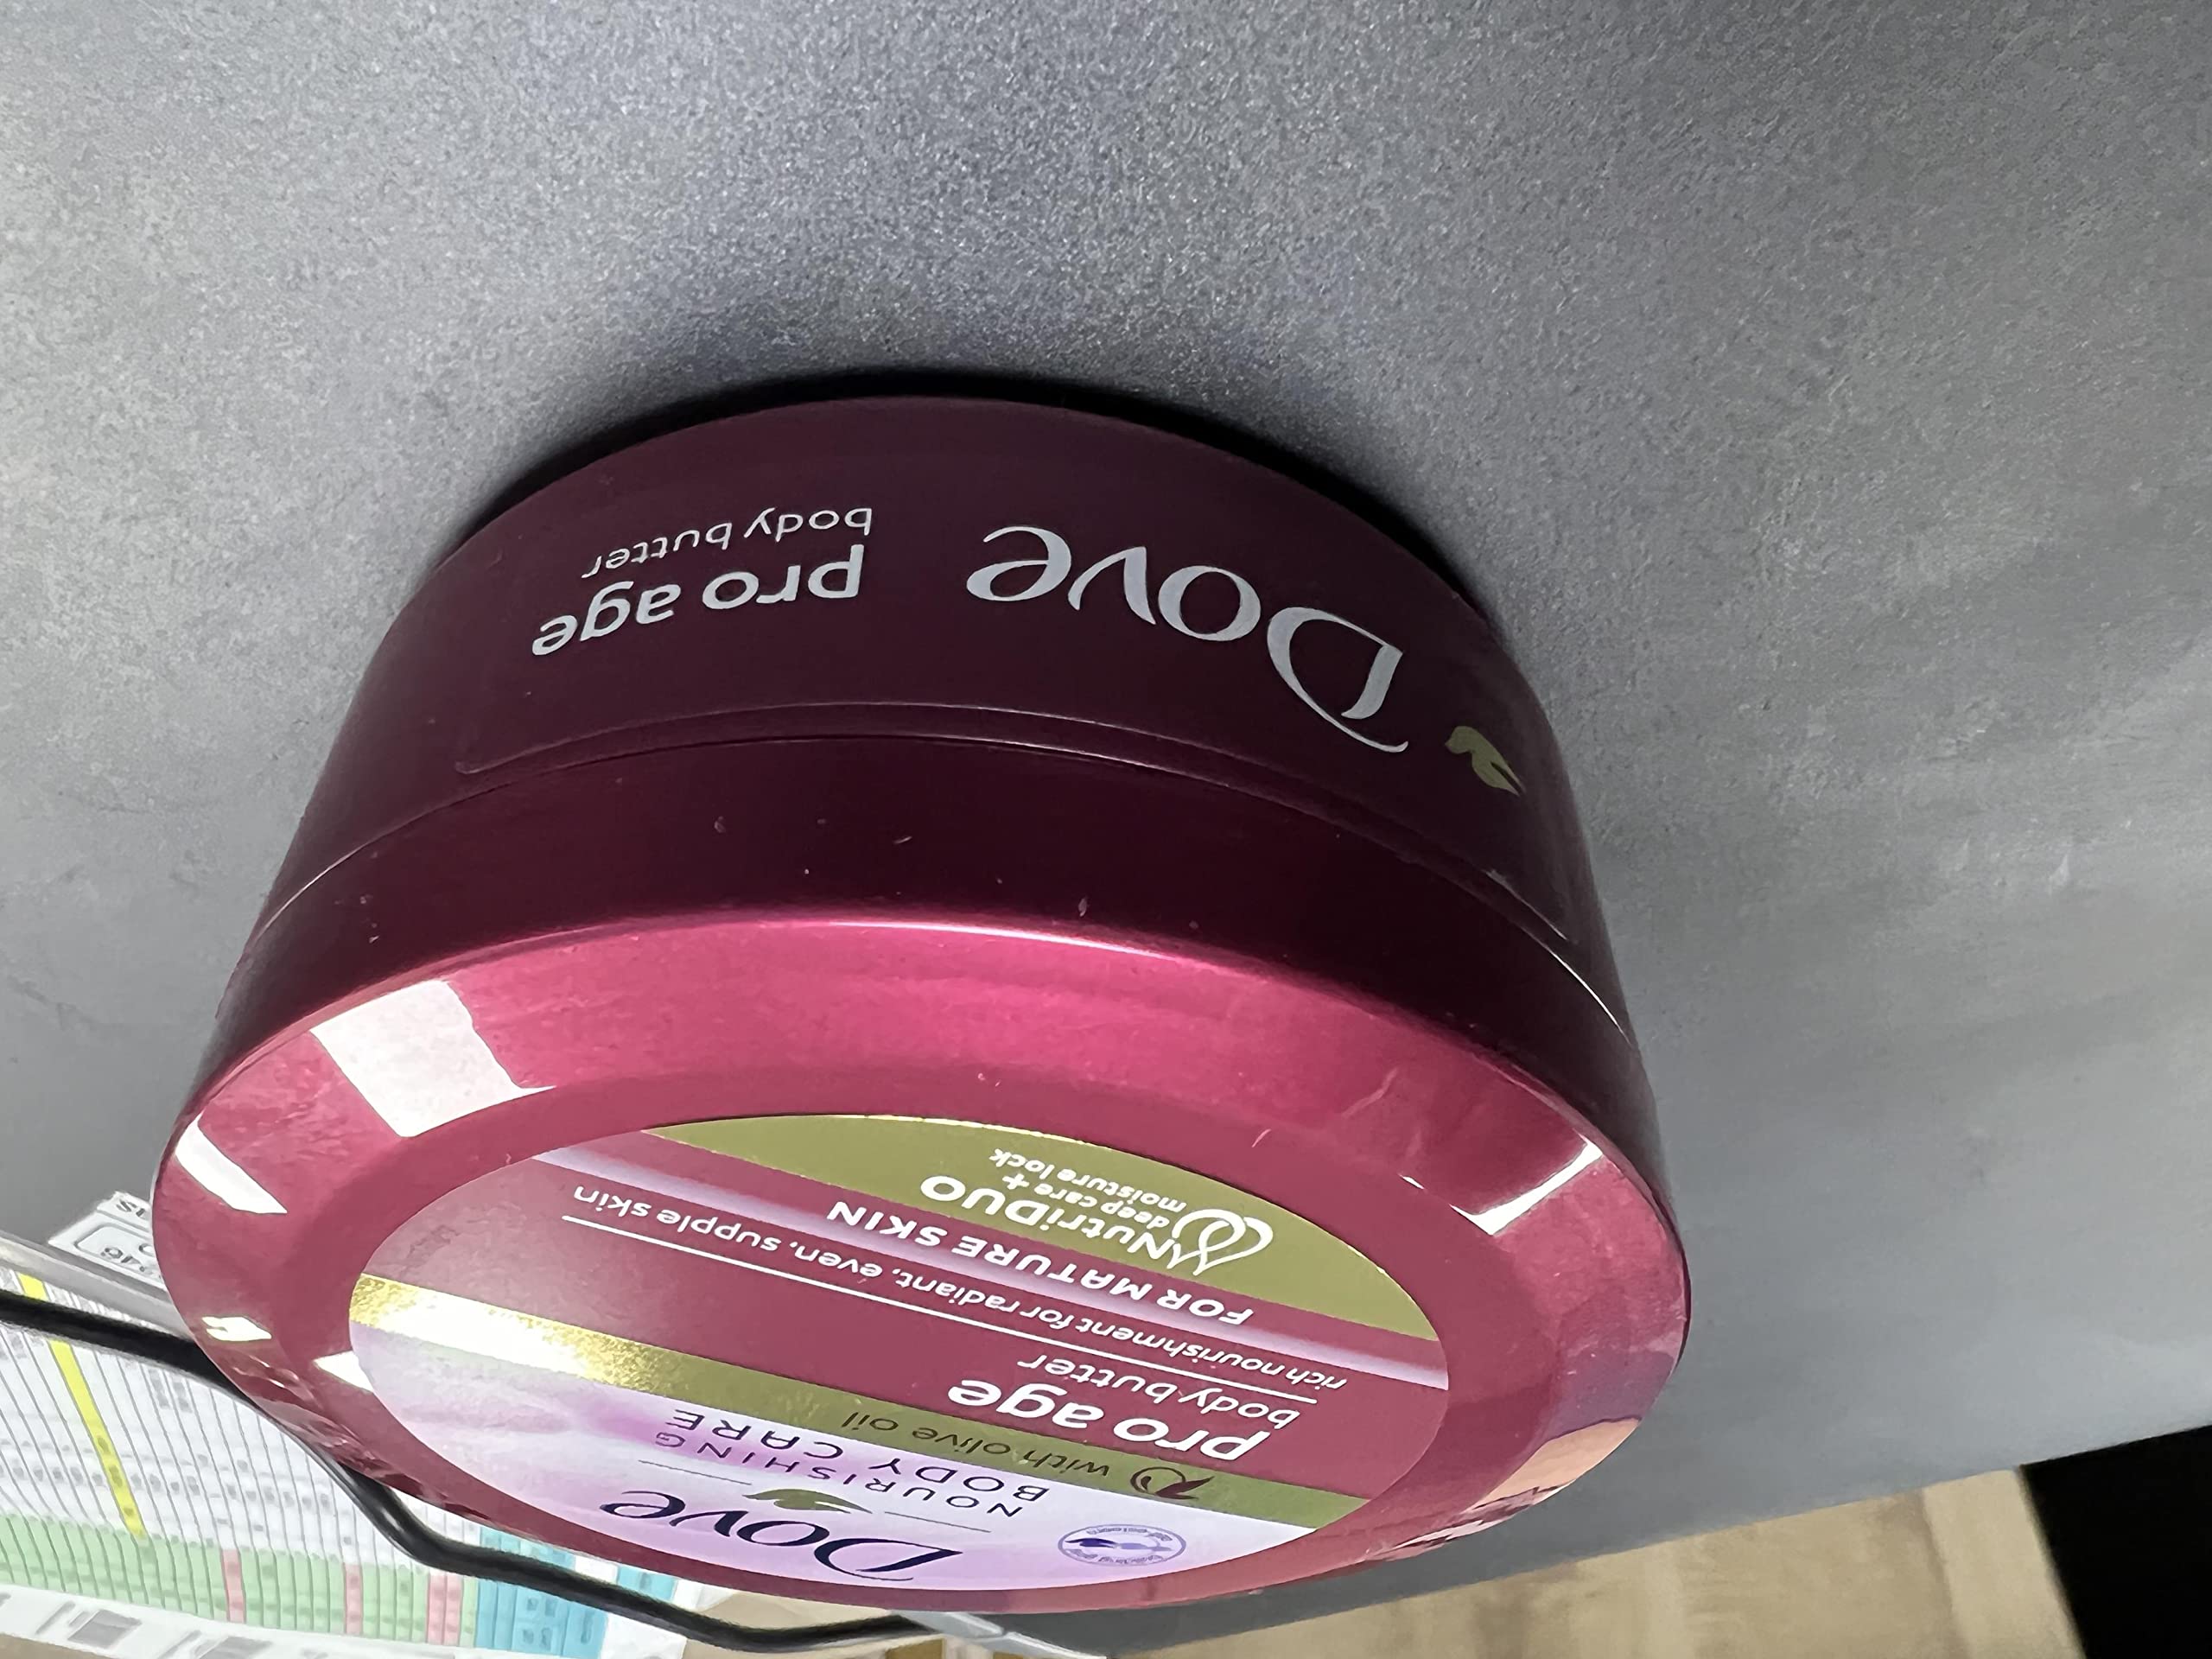 Dove
NOURISHING
BODY CARE
with olive oil
pro age
body butter
rich nourishment for radiant, even, supple skin
FOR MATURE SKIN
NutriDUO
deep care +
moisture lock
Dove
pro age
body butter